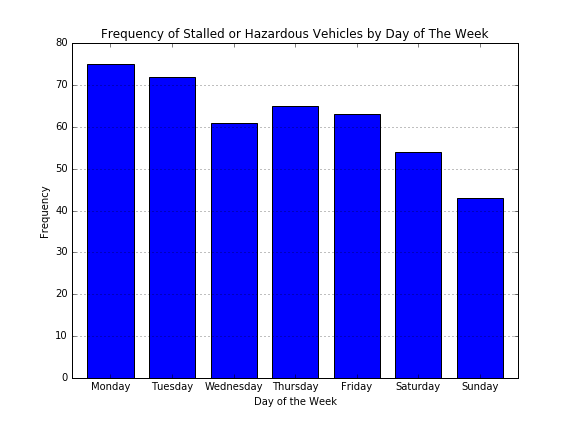 Frequency of Stalled or Hazardous Vehicles by Day of The Week
80
70
60
50
40
30
20
10
0
Frequency
Monday Tuesday Wednesday Thursday Friday Saturday Sunday
Day of the Week